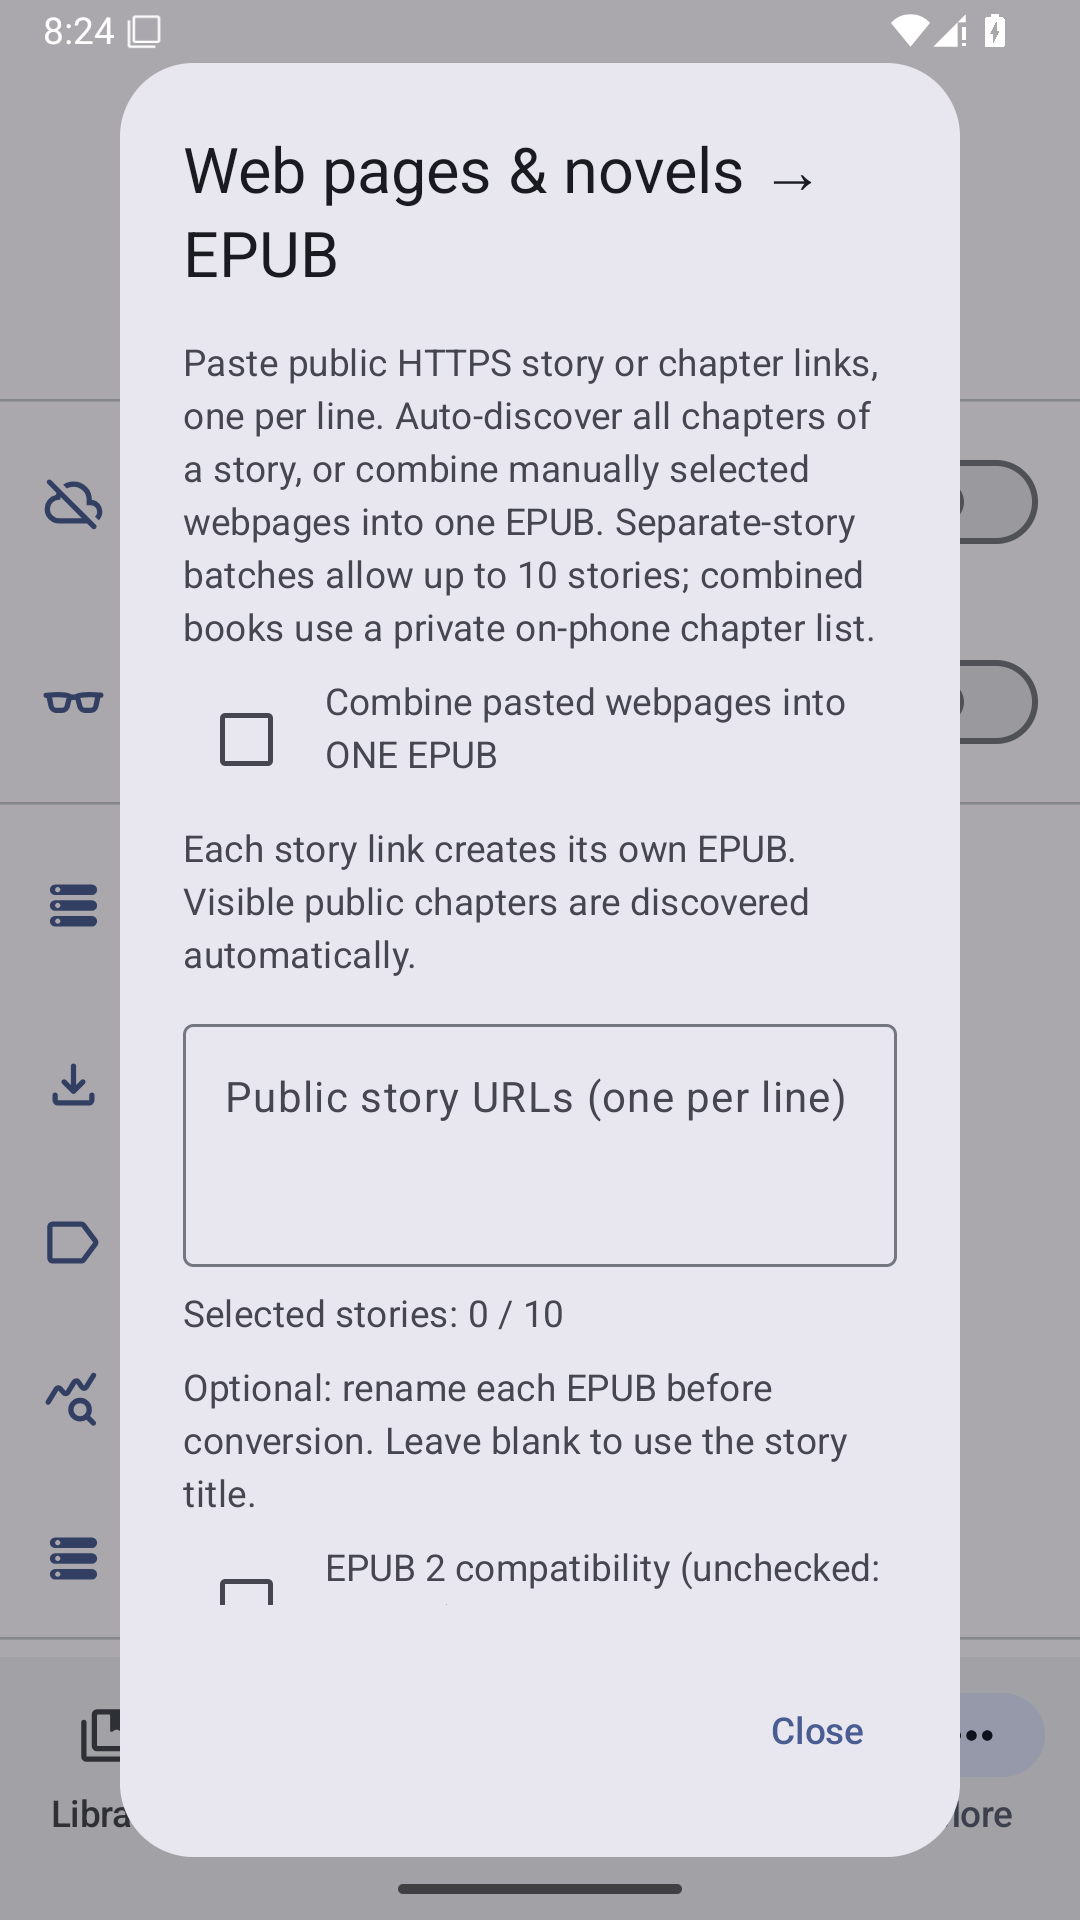 8:24
Web pages & novels →
EPUB
Paste public HTTPS story or chapter links,
one per line. Auto-discover all chapters of
a story, or combine manually selected
webpages into one EPUB. Separate-story
batches allow up to 10 stories; combined
books use a private on-phone chapter list.
Combine pasted webpages into
ONE EPUB
Each story link creates its own EPUB.
Visible public chapters are discovered
automatically.
Public story URLs (one per line)
Selected stories: 0 / 10
Optional: rename each EPUB before
conversion. Leave blank to use the story
title.
EPUB 2 compatibility (unchecked:
Close
Libra
ore